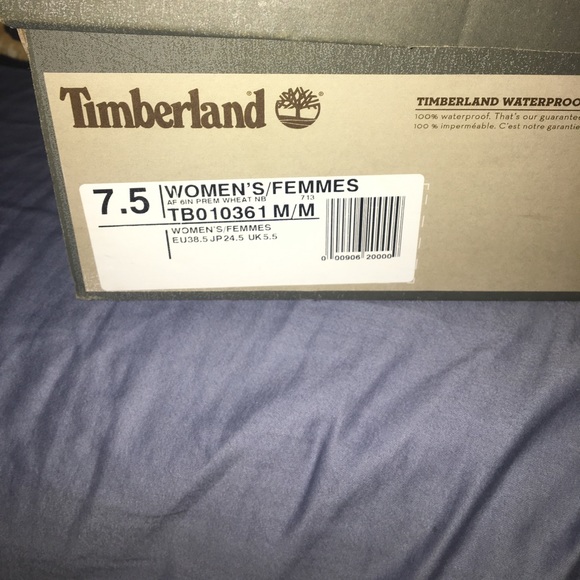 Timberland
TIMBERLAND WATERPROO
100% waterproof. That's our guarantee
100 % imperméable. C'est notre garantie
7.5
WOMEN'S/FEMMES
AF 6IN PREM WHEAT NB 713
TB010361 M/M
WOMEN'S/FEMMES
EU38.5 JP24.5 UK5.5
0 00906 20000